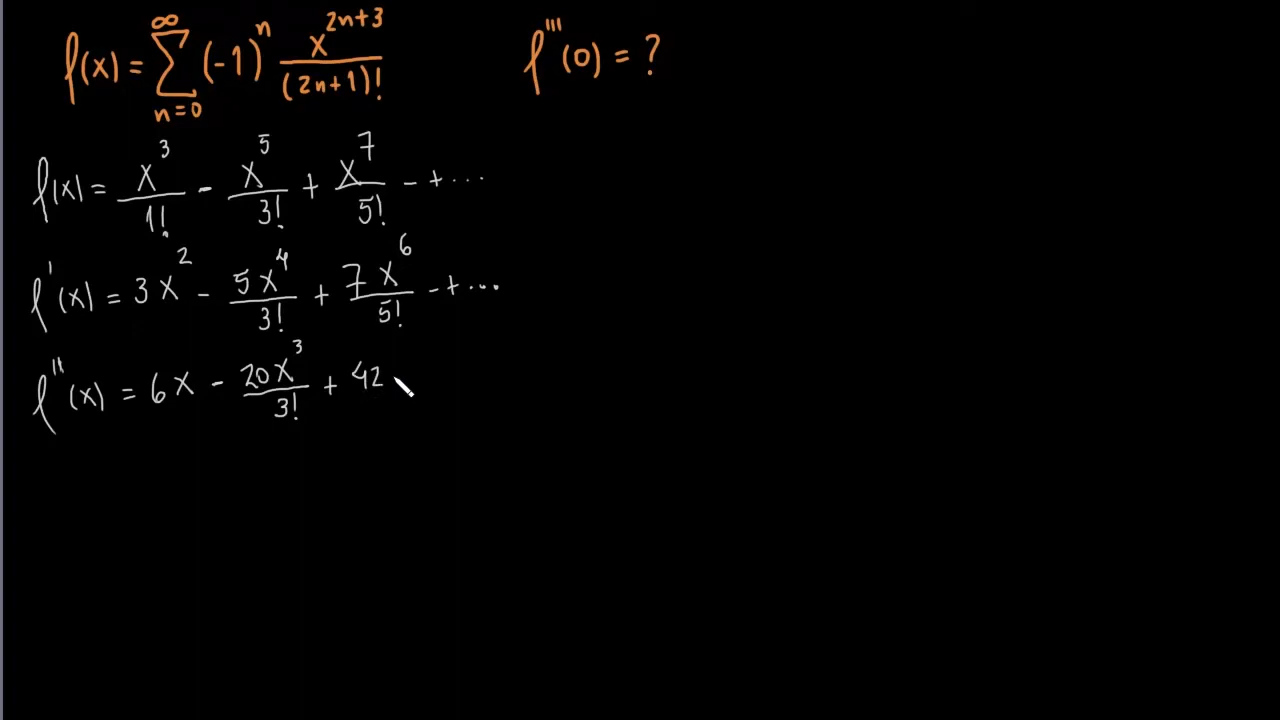 f(x) = ∑_{n=0}^{∞} (-1)^n x^{2n+3}/(2n+1)!    f'''(0) = ?
f(x) = x^3/1! - x^5/3! + x^7/5! - + ...
f'(x) = 3x^2 - 5x^4/3! + 7x^6/5! - + ...
f''(x) = 6x - 20x^3/3! + 42